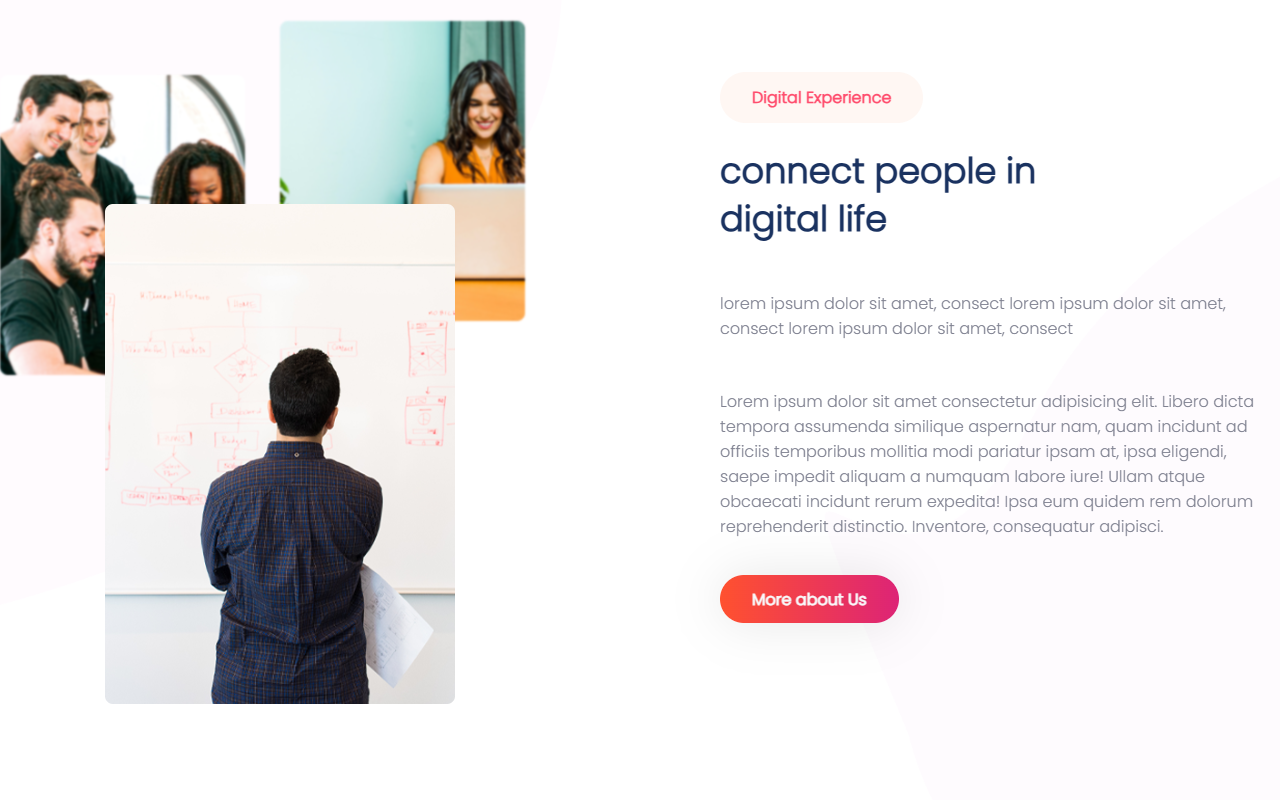 Digital Experience
connect people in
digital life
lorem ipsum dolor sit amet, consect lorem ipsum dolor sit amet,
consect lorem ipsum dolor sit amet, consect
Lorem ipsum dolor sit amet consectetur adipisicing elit. Libero dicta
tempora assumenda similique aspernatur nam, quam incidunt ad
officiis temporibus mollitia modi pariatur ipsam at, ipsa eligendi,
saepe impedit aliquam a numquam labore iure! Ullam atque
obcaecati incidunt rerum expedita! Ipsa eum quidem rem dolorum
reprehenderit distinctio. Inventore, consequatur adipisci.
More about Us